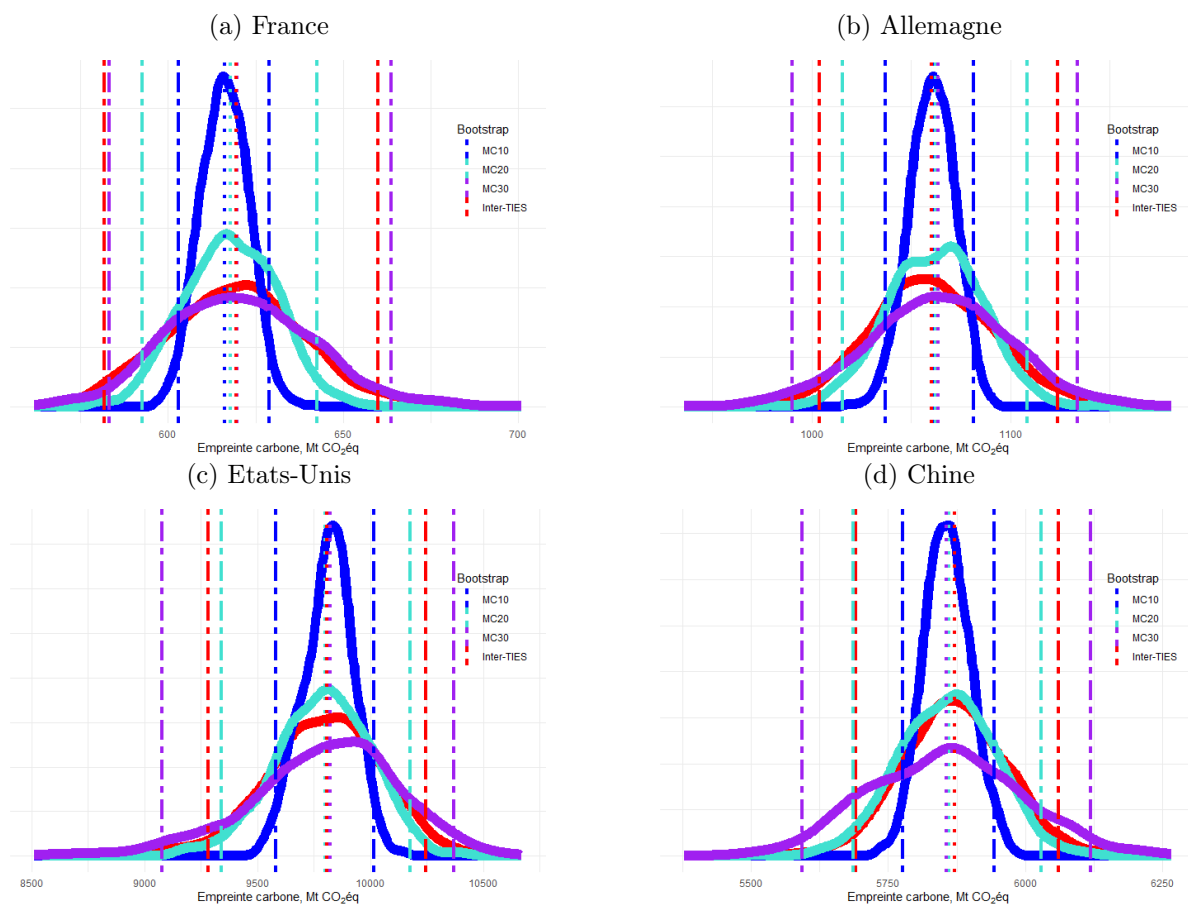 (a) France
Bootstrap
MC10
MC20
MC30
Inter-TIES
600
650
700
Empreinte carbone, Mt CO₂éq
(b) Allemagne
Bootstrap
MC10
MC20
MC30
Inter-TIES
1000
1100
Empreinte carbone, Mt CO₂éq
(c) Etats-Unis
Bootstrap
MC10
MC20
MC30
Inter-TIES
8500
9000
9500
10000
10500
Empreinte carbone, Mt CO₂éq
(d) Chine
Bootstrap
MC10
MC20
MC30
Inter-TIES
5500
5750
6000
6250
Empreinte carbone, Mt CO₂éq